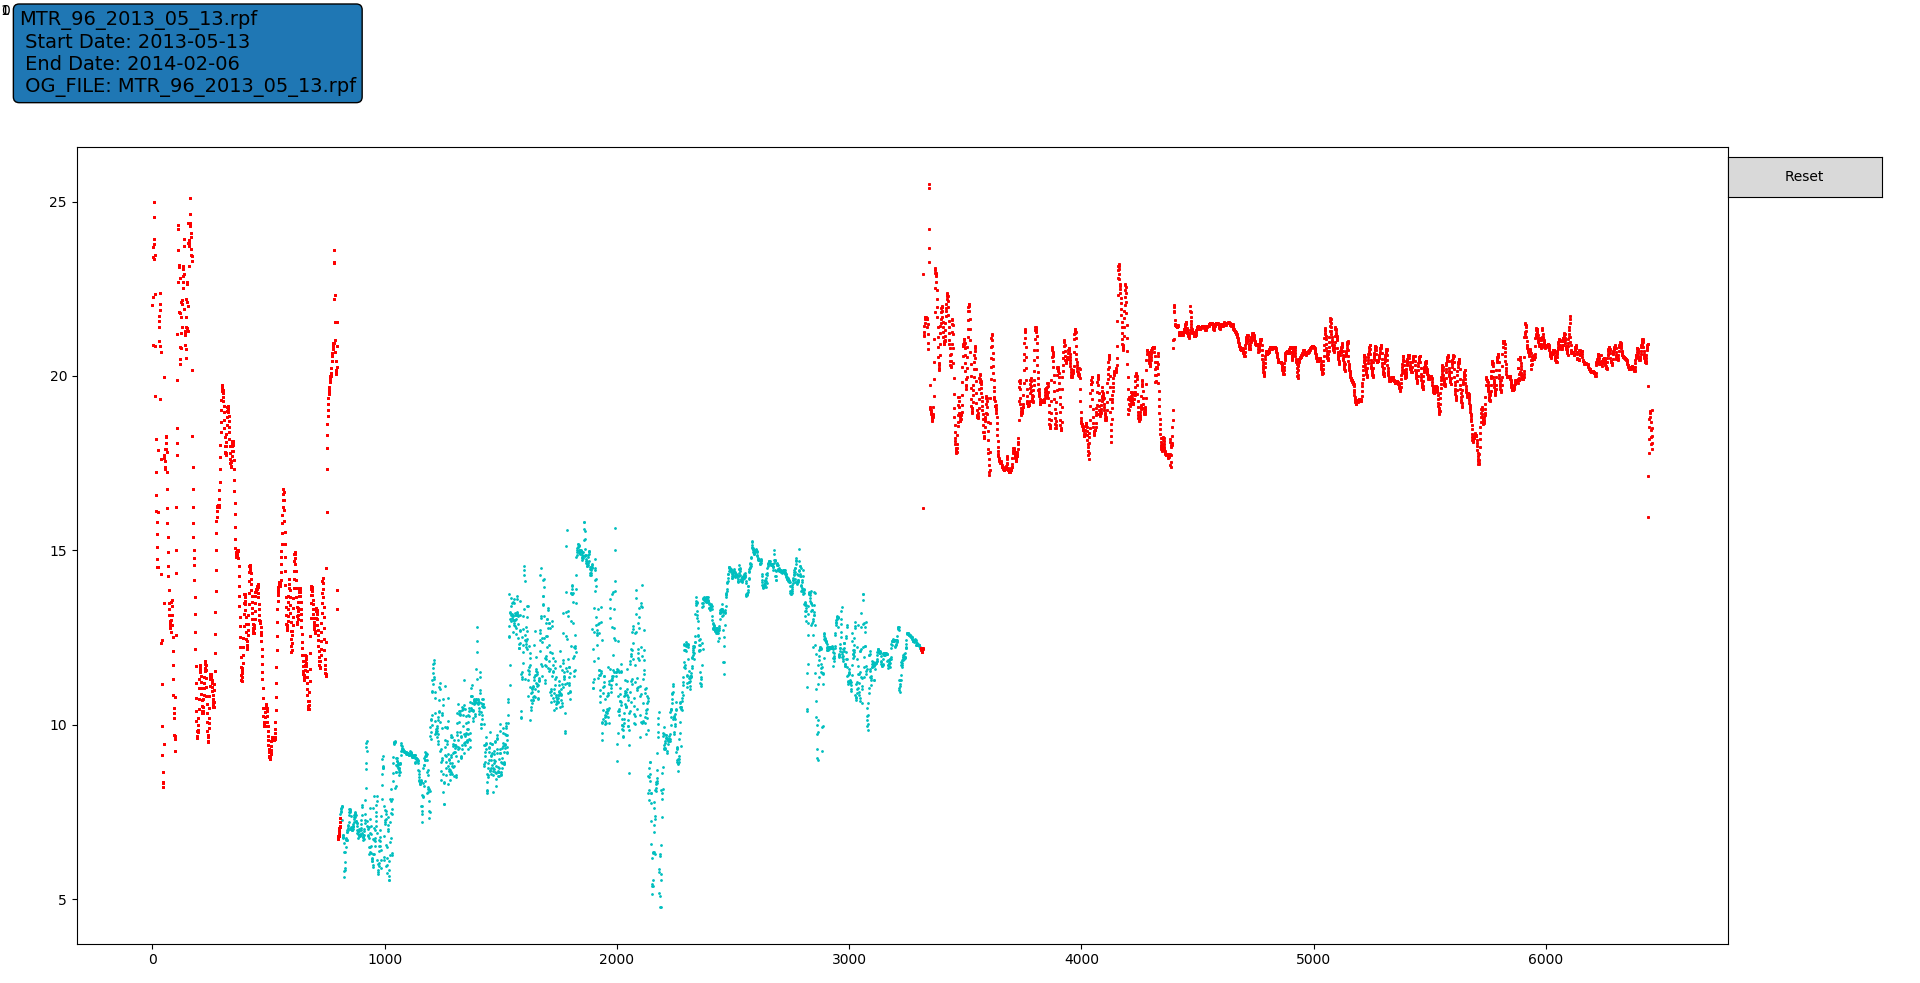 MTR_96_2013_05_13.rpf
Start Date: 2013-05-13
End Date: 2014-02-06
OG_FILE: MTR_96_2013_05_13.rpf
Reset
25
20
15
10
5
0 1000 2000 3000 4000 5000 6000